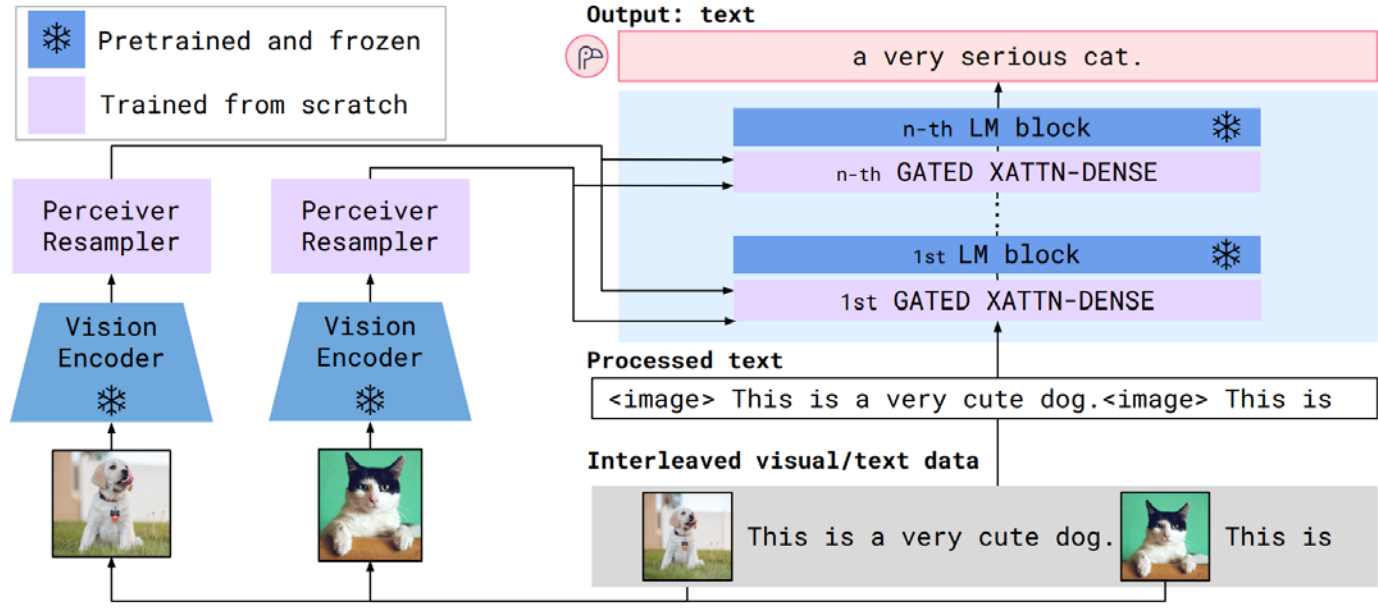 Pretrained and frozen
Trained from scratch
Output: text
a very serious cat.
n-th LM block
n-th GATED XATTN-DENSE
1st LM block
1st GATED XATTN-DENSE
Perceiver
Resampler
Perceiver
Resampler
Vision
Encoder
Vision
Encoder
Processed text
<image> This is a very cute dog.<image> This is
Interleaved visual/text data
This is a very cute dog.
This is